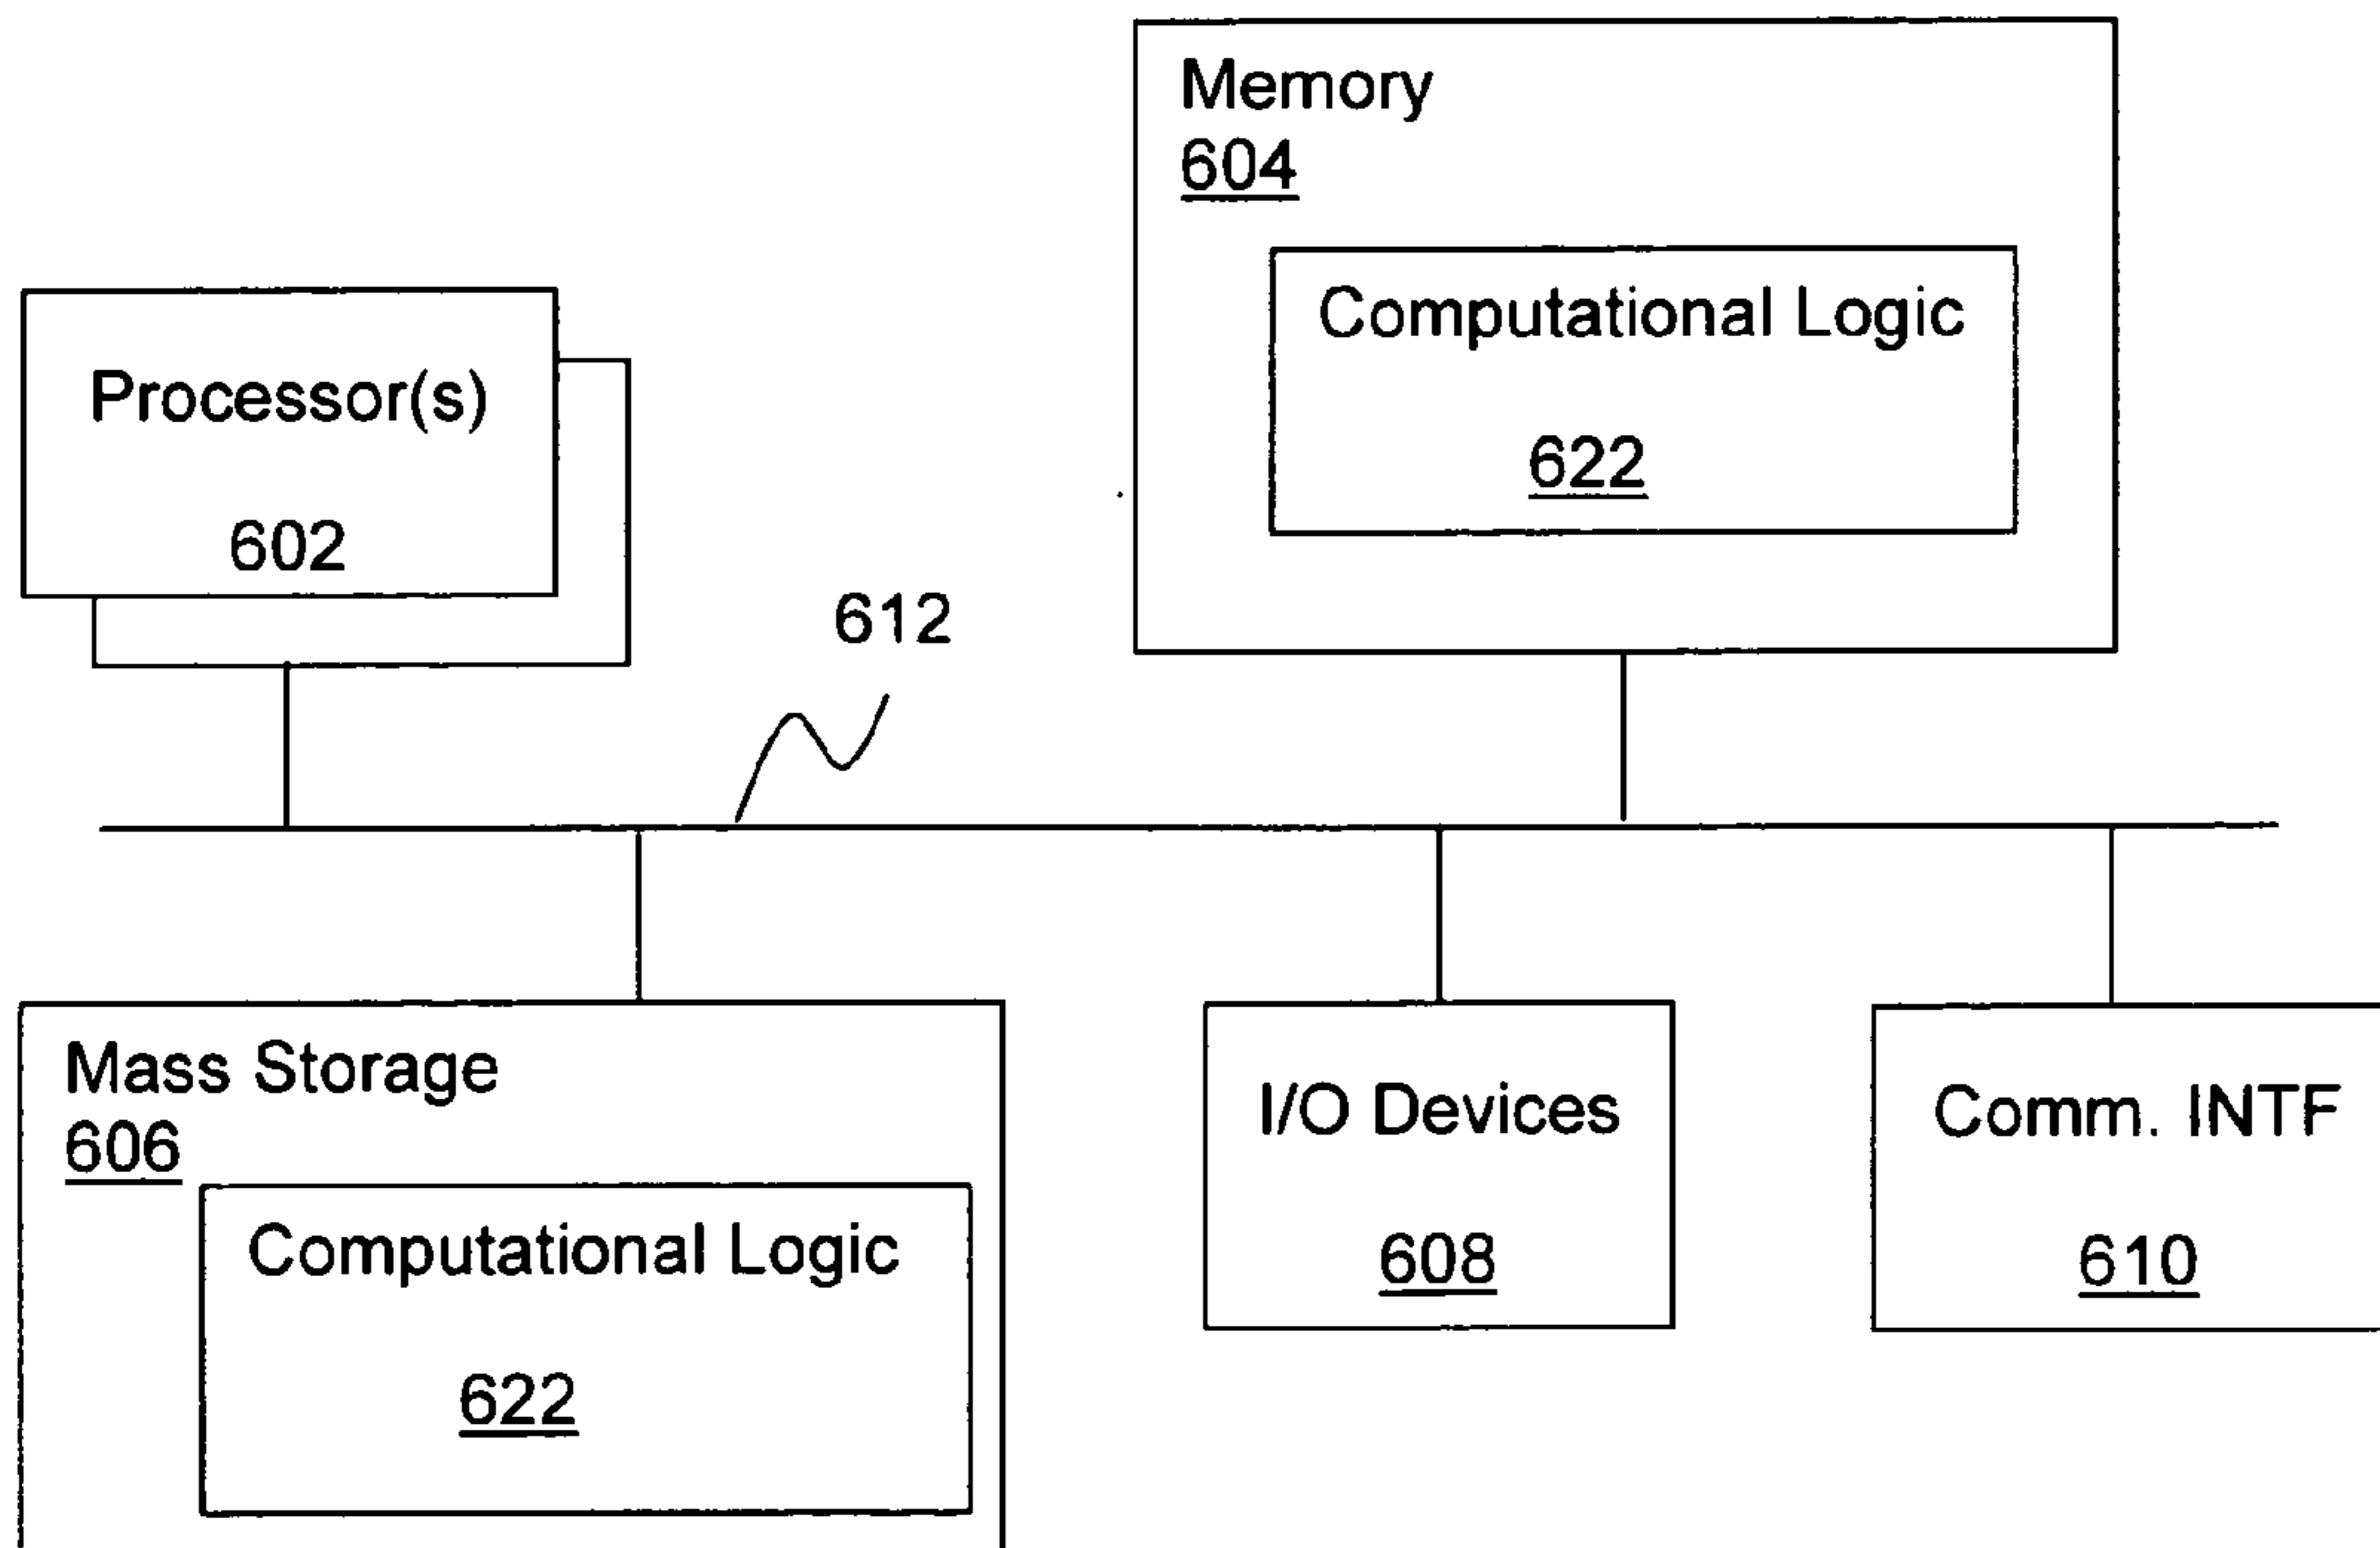 Memory
604
Computational Logic
622
Processor(s)
602
612
Mass Storage
606
Computational Logic
622
I/O Devices
608
Comm. INTF
610